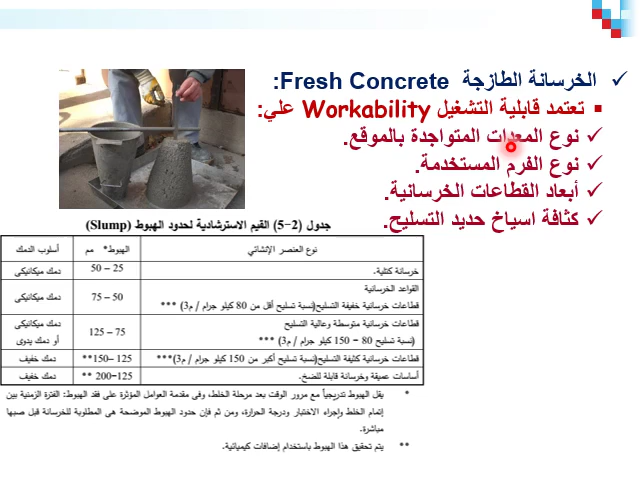 ✓ الخرسانة الطازجة Fresh Concrete:
▪ تعتمد قابلية التشغيل Workability علي:
✓ نوع المعدات المتواجدة بالموقع.
✓ نوع الفرم المستخدمة.
✓ أبعاد القطاعات الخرسانية.
✓ كثافة اسياخ حديد التسليح.
جدول (2-5) القيم الاسترشادية لحدود الهبوط (Slump)
نوع العنصر الإنشائي الهبوط* مم أسلوب الدمك
خرسانة كتلية. 25 – 50 دمك ميكانيكى
القواعد الخرسانية
قطاعات خرسانية خفيفة التسليح(نسبة تسليح أقل من 80 كيلو جرام / م3) *** 50 – 75 دمك ميكانيكى
قطاعات خرسانية متوسطة وعالية التسليح
(نسبة تسليح 80 – 150 كيلو جرام / م3) *** 75 – 125 دمك ميكانيكى
أو دمك يدوى
قطاعات خرسانية كثيفة التسليح(نسبة تسليح أكبر من 150 كيلو جرام / م3)*** 125 –150** دمك خفيف
أساسات عميقة وخرسانة قابلة للضخ. 125–200 ** دمك خفيف
* يقل الهبوط تدريجياً مع مرور الوقت بعد مرحلة الخلط، وفى مقدمة العوامل المؤثرة على فقد الهبوط: الفترة الزمنية بين
إتمام الخلط وإجراء الاختبار ودرجة الحرارة، ومن ثم فإن حدود الهبوط الموضحة هى المطلوبة للخرسانة قبل صبها
مباشرة.
** يتم تحقيق هذا الهبوط باستخدام إضافات كيميائية.